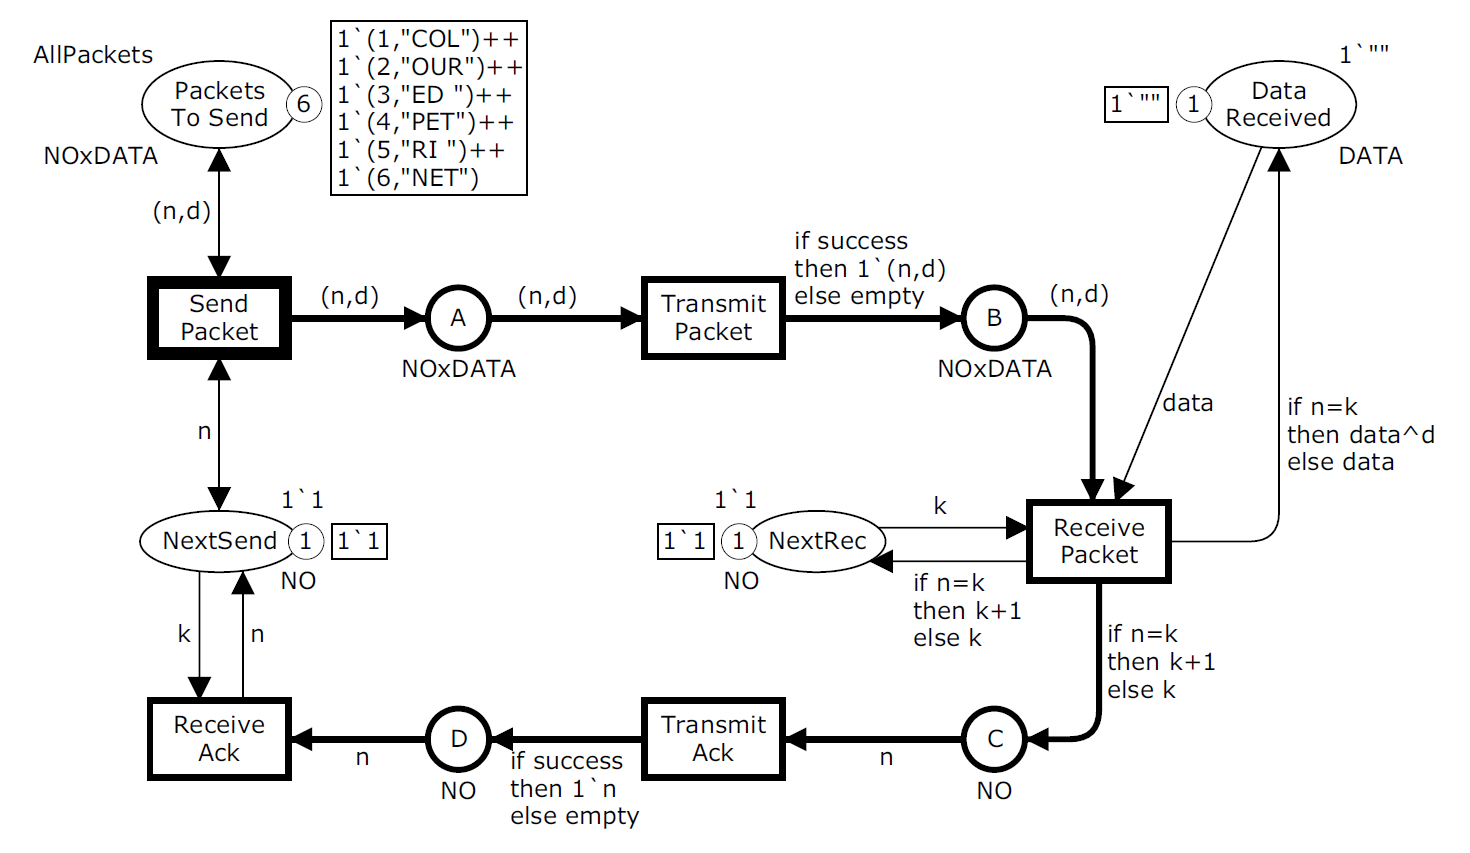 AllPackets
Packets
To Send
6
1`(1,"COL")++
1`(2,"OUR")++
1`(3,"ED ")++
1`(4,"PET")++
1`(5,"RI ")++
1`(6,"NET")
NOxDATA
1`""
1`""
1
Data
Received
DATA
(n,d)
Send
Packet
(n,d)
A
NOxDATA
(n,d)
Transmit
Packet
if success
then 1`(n,d)
else empty
B
NOxDATA
(n,d)
data
if n=k
then data^d
else data
n
1`1
NextSend
1
1`1
NO
1`1
1`1
1
NextRec
NO
k
if n=k
then k+1
else k
Receive
Packet
if n=k
then k+1
else k
k
n
Receive
Ack
n
D
NO
if success
then 1`n
else empty
Transmit
Ack
n
C
NO